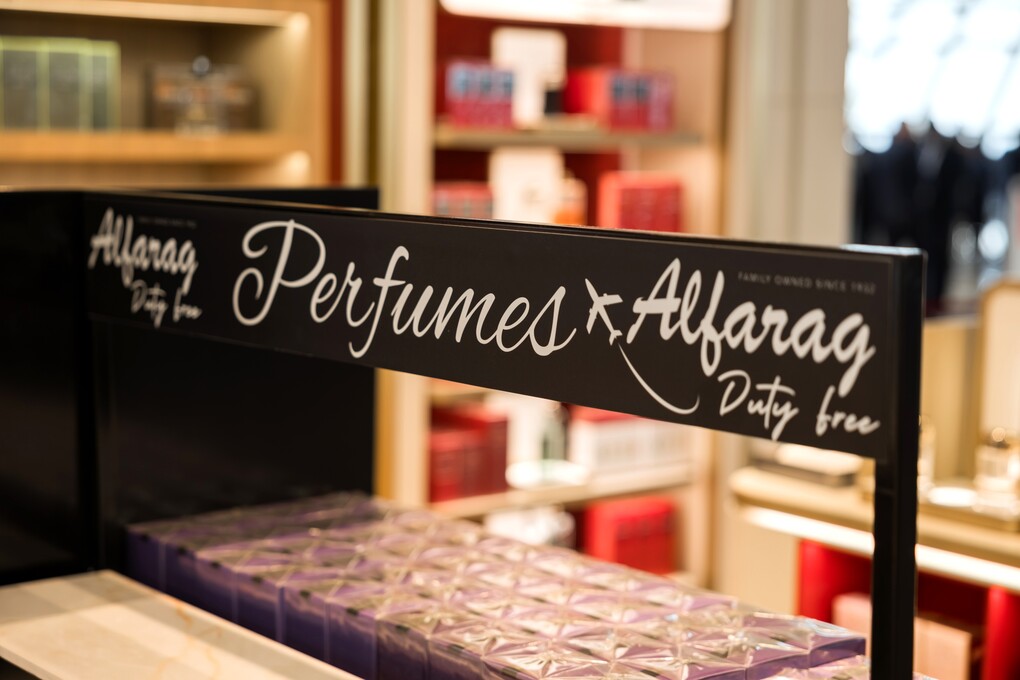 Alfarag
Duty free
Perfumes
FAMILY OWNED SINCE 1952
Alfarag
Duty free